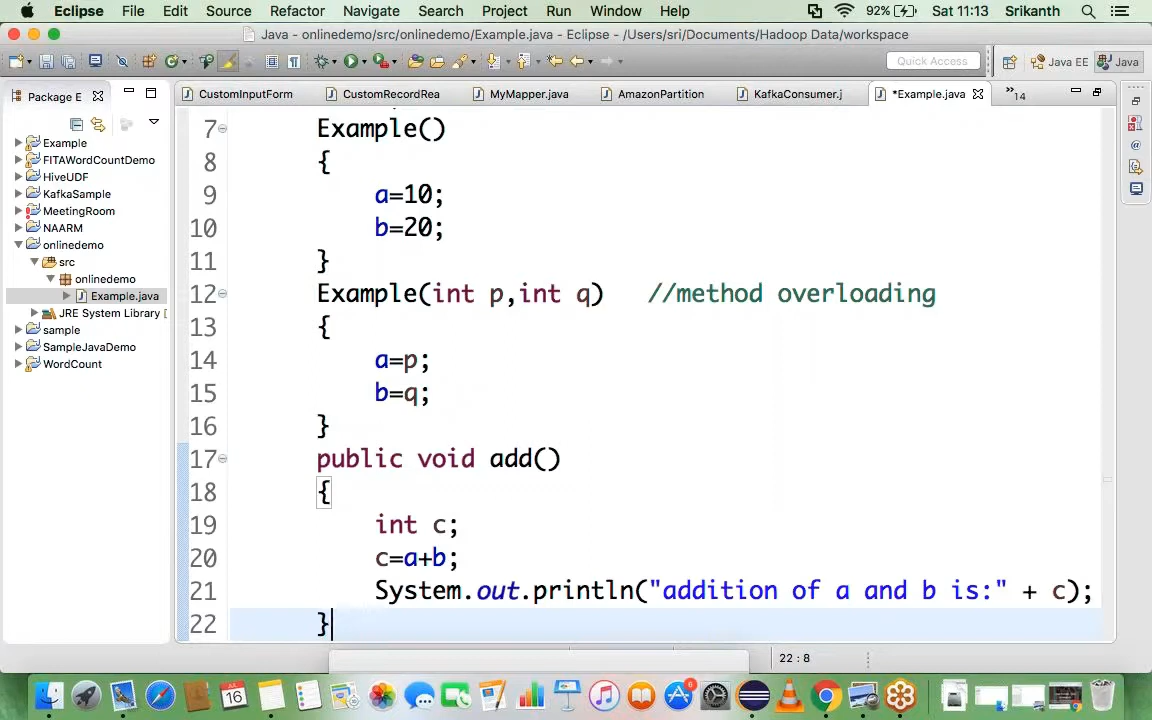 Eclipse File Edit Source Refactor Navigate Search Project Run Window Help 92% Sat 11:13 Srikanth
Java - onlinedemo/src/onlinedemo/Example.java - Eclipse - /Users/sri/Documents/Hadoop Data/workspace
Quick Access Java EE Java
Package E CustomInputForm CustomRecordRea MyMapper.java AmazonPartition KafkaConsumer.j *Example.java »14
Example
FITAWordCountDemo
HiveUDF
KafkaSample
MeetingRoom
NAARM
onlinedemo
src
onlinedemo
Example.java
JRE System Library [
sample
SampleJavaDemo
WordCount
7 Example()
8 {
9 a=10;
10 b=20;
11 }
12 Example(int p,int q) //method overloading
13 {
14 a=p;
15 b=q;
16 }
17 public void add()
18 {
19 int c;
20 c=a+b;
21 System.out.println("addition of a and b is:" + c);
22 }
22 : 8
16
6